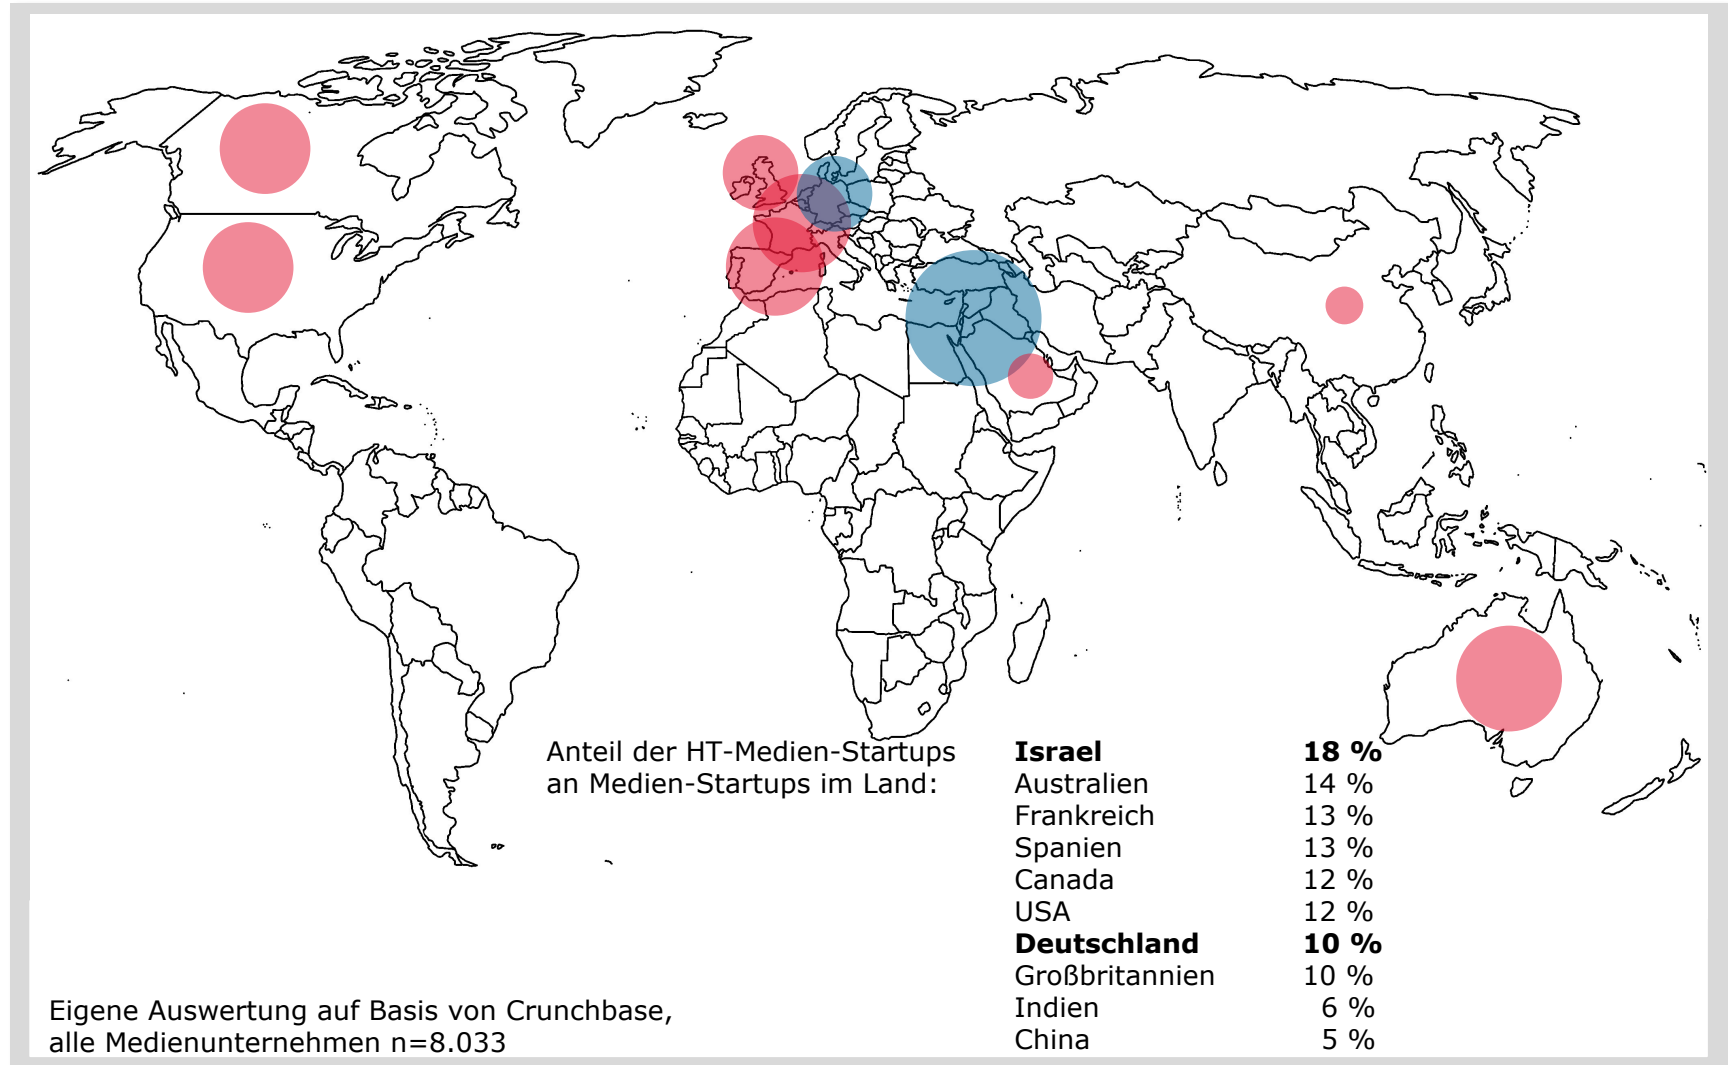 Anteil der HT-Medien-Startups
an Medien-Startups im Land:
Israel 18 %
Australien 14 %
Frankreich 13 %
Spanien 13 %
Canada 12 %
USA 12 %
Deutschland 10 %
Großbritannien 10 %
Indien 6 %
China 5 %
Eigene Auswertung auf Basis von Crunchbase,
alle Medienunternehmen n=8.033